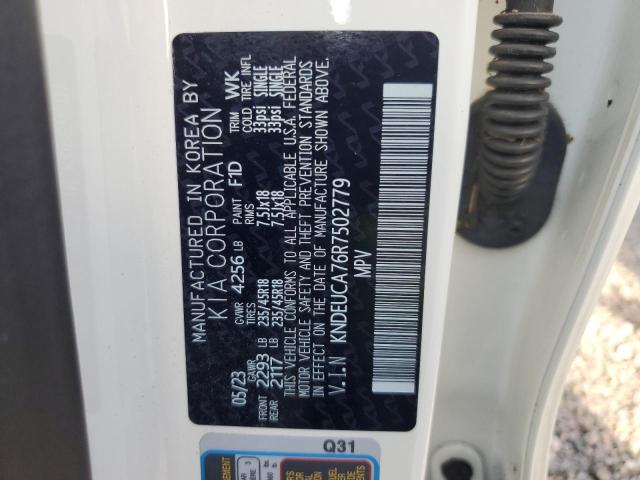 MANUFACTURED IN KOREA BY
KIA CORPORATION
05/23 GVWR 4256 LB PAINT F1D TRIM WK
GAWR TIRES RIMS COLD TIRE INFL
FRONT 2293 LB 235/45R18 7.5Jx18 33psi SINGLE
REAR 2117 LB 235/45R18 7.5Jx18 33psi SINGLE
THIS VEHICLE CONFORMS TO ALL APPLICABLE U.S.A. FEDERAL
MOTOR VEHICLE SAFETY AND THEFT PREVENTION STANDARDS
IN EFFECT ON THE DATE OF MANUFACTURE SHOWN ABOVE.
V.I.N KNDEUCA76R7502779
MPV
Q31